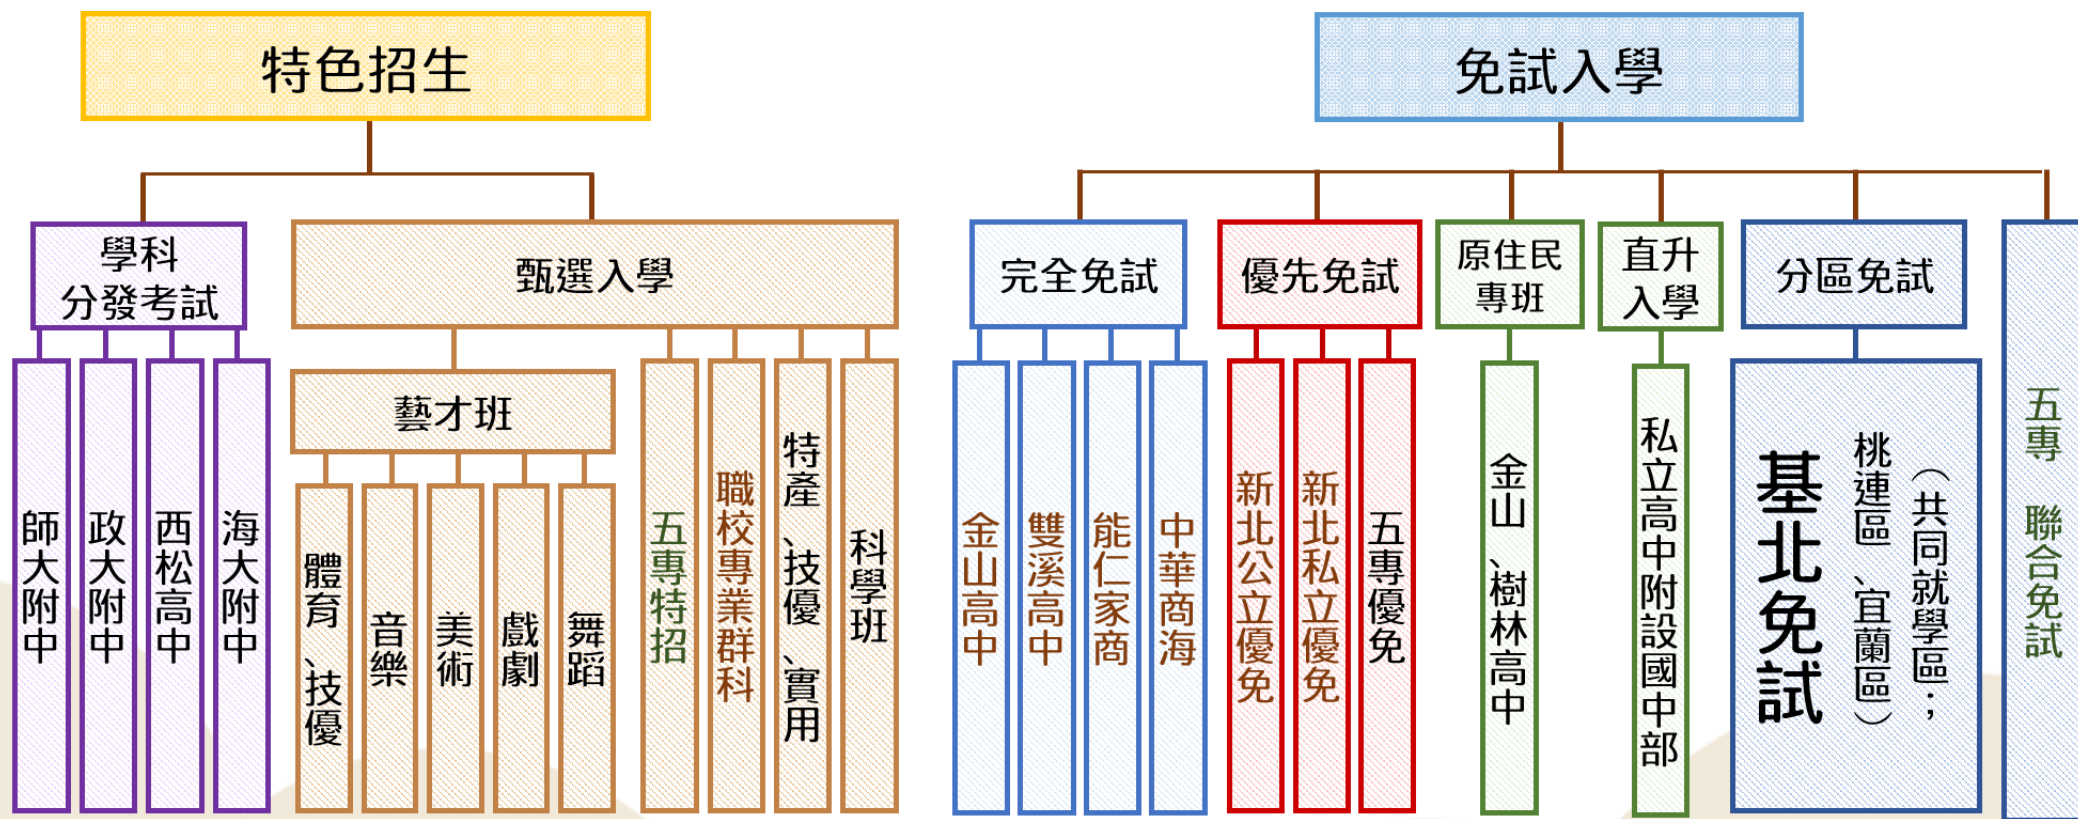 特色招生
學科
分發考試
師大附中
政大附中
西松高中
海大附中
甄選入學
藝才班
體育、技優
音樂
美術
戲劇
舞蹈
五專特招
職校專業群科
特產、技優、實用
科學班
免試入學
完全免試
金山高中
雙溪高中
能仁家商
中華商海
優先免試
新北公立優免
新北私立優免
五專優免
原住民
專班
金山、樹林高中
直升
入學
私立高中附設國中部
分區免試
基北免試
（共同就學區；
桃連區、宜蘭區）
五專 聯合免試